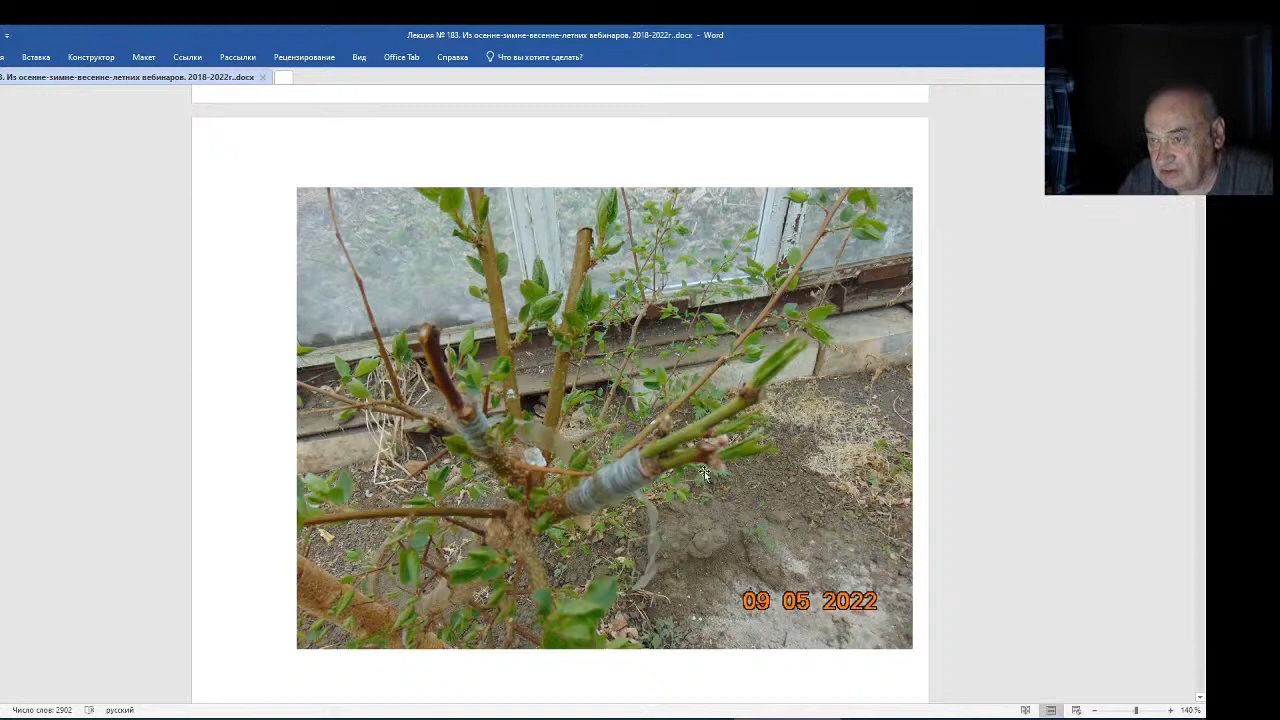 Лекция № 183. Из осенне-зимне-весенне-летних вебинаров. 2018-2022г..docx - Word
Вставка Конструктор Макет Ссылки Рассылки Рецензирование Вид Office Tab Справка Что вы хотите сделать?
3. Из осенне-зимне-весенне-летних вебинаров. 2018-2022г..docx
09 05 2022
Число слов: 2902 русский 140 %